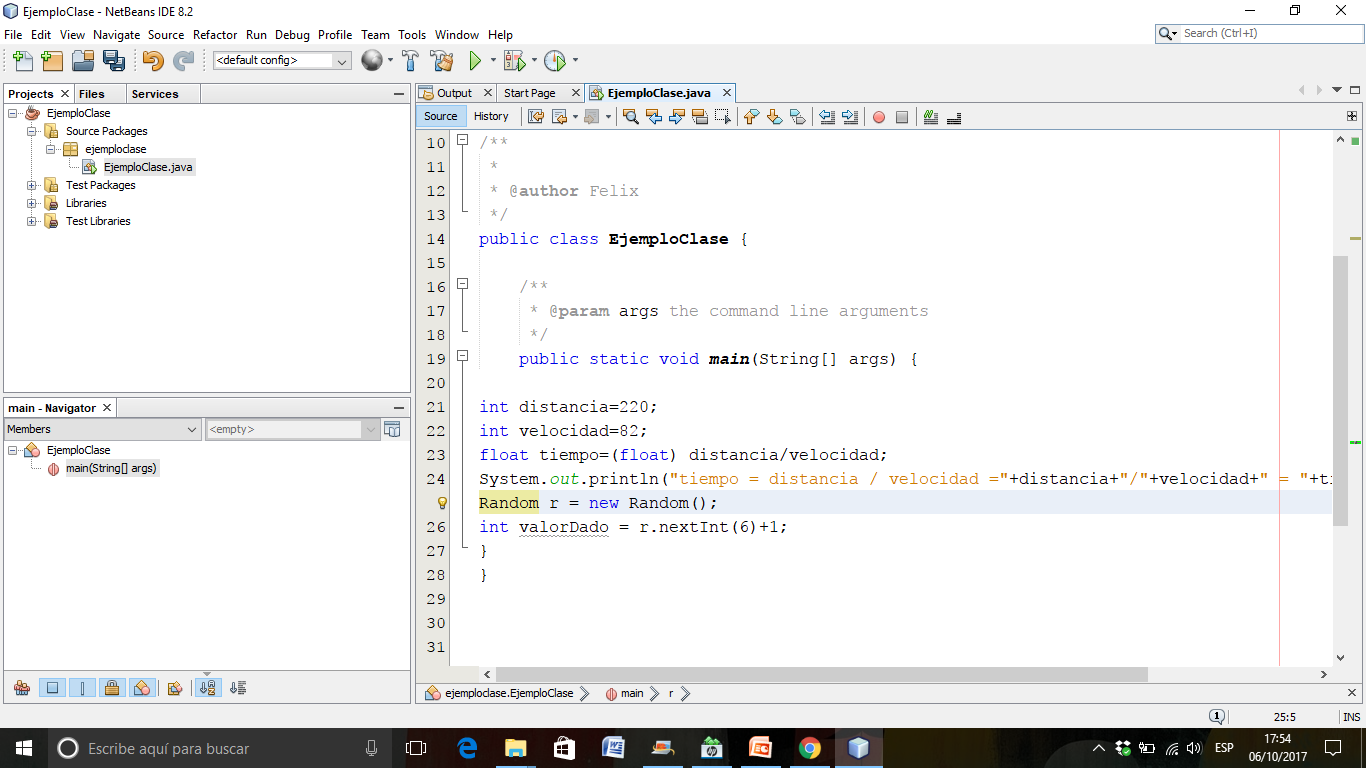 EjemploClase - NetBeans IDE 8.2
File Edit View Navigate Source Refactor Run Debug Profile Team Tools Window Help
Search (Ctrl+I)
<default config>
Projects Files Services
EjemploClase
Source Packages
ejemploclase
EjemploClase.java
Test Packages
Libraries
Test Libraries
main - Navigator
Members <empty>
EjemploClase
main(String[] args)
Output Start Page EjemploClase.java
Source History
10 /**
11 *
12 * @author Felix
13 */
14 public class EjemploClase {
15
16 /**
17 * @param args the command line arguments
18 */
19 public static void main(String[] args) {
20
21 int distancia=220;
22 int velocidad=82;
23 float tiempo=(float) distancia/velocidad;
24 System.out.println("tiempo = distancia / velocidad ="+distancia+"/"+velocidad+" = "+ti
Random r = new Random();
26 int valorDado = r.nextInt(6)+1;
27 }
28 }
29
30
31
ejemploclase.EjemploClase main r
1 25:5 INS
Escribe aquí para buscar
ESP
17:54
06/10/2017